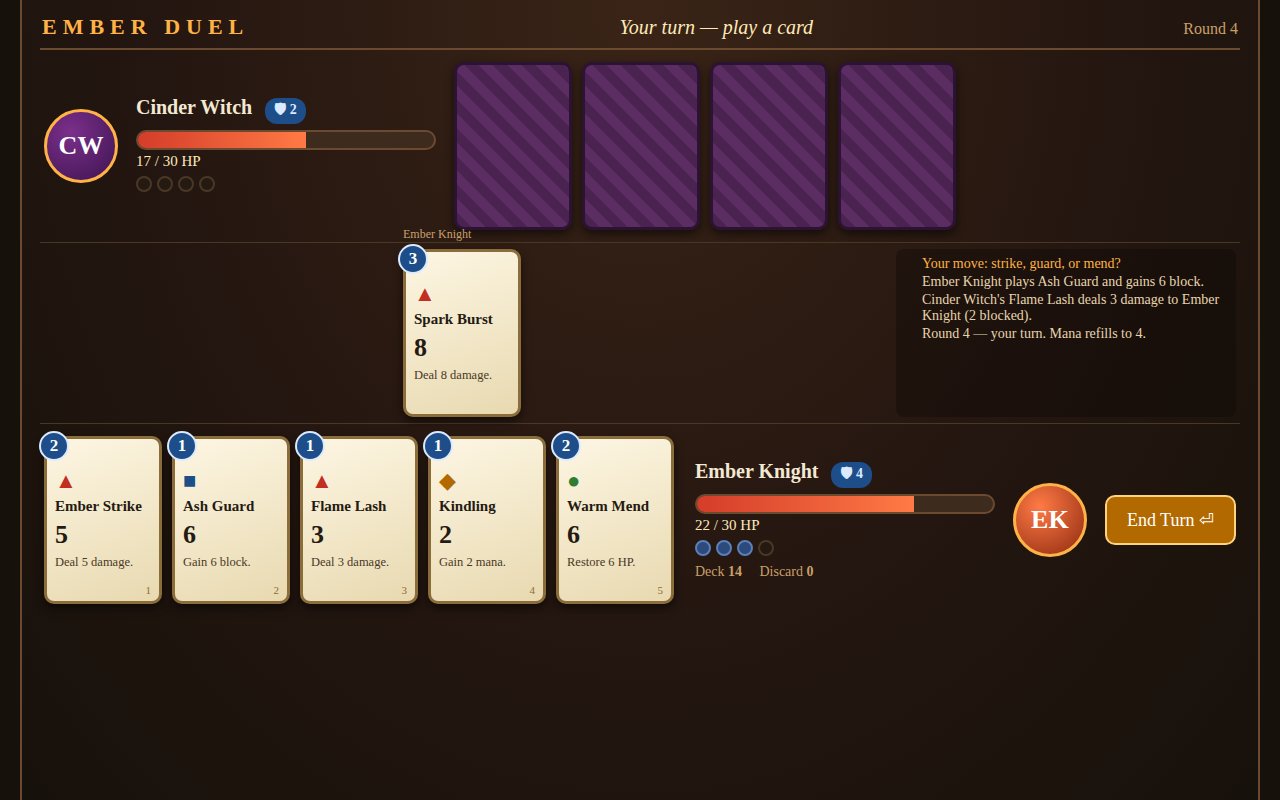 EMBER DUEL
Your turn — play a card
Round 4
CW
Cinder Witch
2
17 / 30 HP
Ember Knight
3
Spark Burst
8
Deal 8 damage.
Your move: strike, guard, or mend?
Ember Knight plays Ash Guard and gains 6 block.
Cinder Witch's Flame Lash deals 3 damage to Ember
Knight (2 blocked).
Round 4 — your turn. Mana refills to 4.
2
Ember Strike
5
Deal 5 damage.
1
1
Ash Guard
6
Gain 6 block.
2
1
Flame Lash
3
Deal 3 damage.
3
1
Kindling
2
Gain 2 mana.
4
2
Warm Mend
6
Restore 6 HP.
5
Ember Knight
4
22 / 30 HP
Deck 14 Discard 0
EK
End Turn ⏎